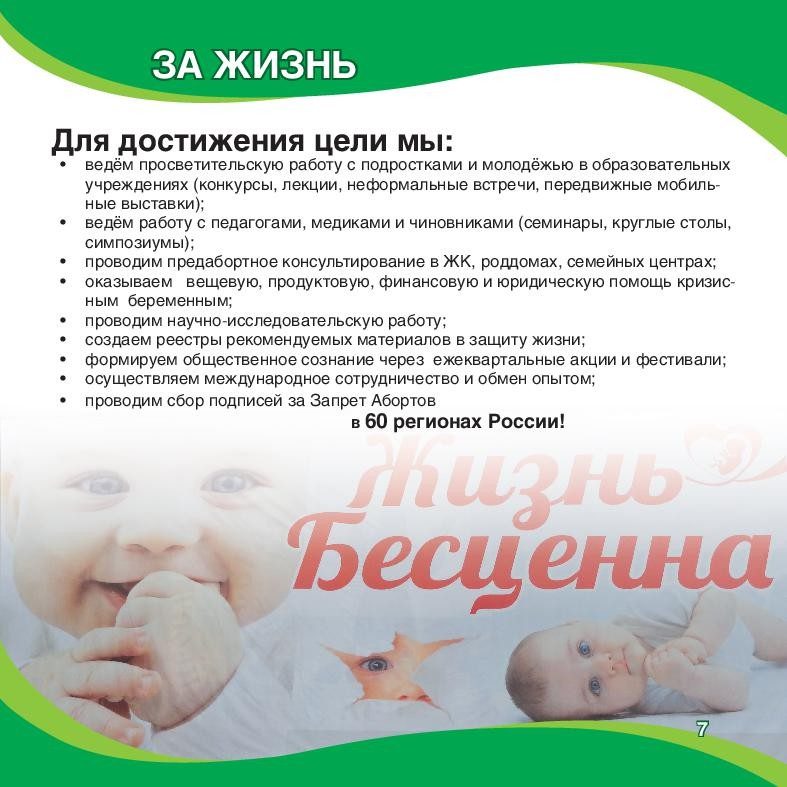 ЗА ЖИЗНЬ
Для достижения цели мы:
• ведём просветительскую работу с подростками и молодёжью в образовательных
учреждениях (конкурсы, лекции, неформальные встречи, передвижные мобиль-
ные выставки);
• ведём работу с педагогами, медиками и чиновниками (семинары, круглые столы,
симпозиумы);
• проводим предабортное консультирование в ЖК, роддомах, семейных центрах;
• оказываем вещевую, продуктовую, финансовую и юридическую помощь кризис-
ным беременным;
• проводим научно-исследовательскую работу;
• создаем реестры рекомендуемых материалов в защиту жизни;
• формируем общественное сознание через ежеквартальные акции и фестивали;
• осуществляем международное сотрудничество и обмен опытом;
• проводим сбор подписей за Запрет Абортов
в 60 регионах России!
Жизнь
Бесценна
7